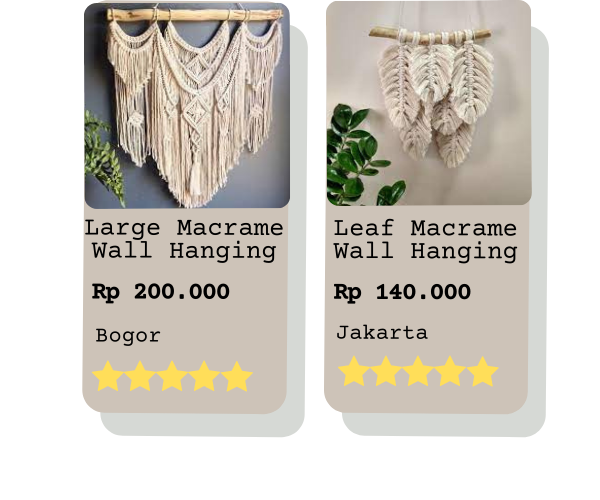 Large Macrame
Wall Hanging
Rp 200.000
Bogor
Leaf Macrame
Wall Hanging
Rp 140.000
Jakarta